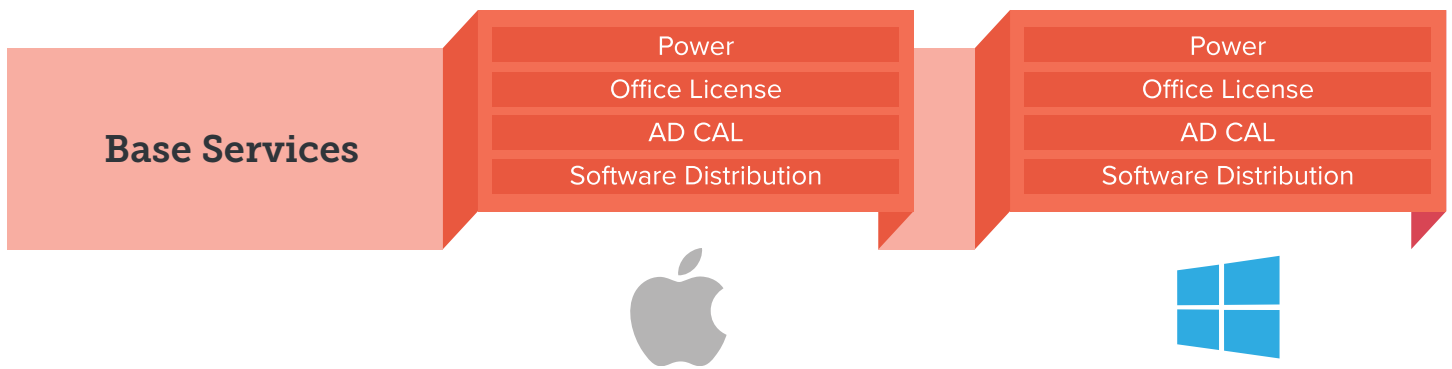 Base Services
Power
Office License
AD CAL
Software Distribution
Power
Office License
AD CAL
Software Distribution